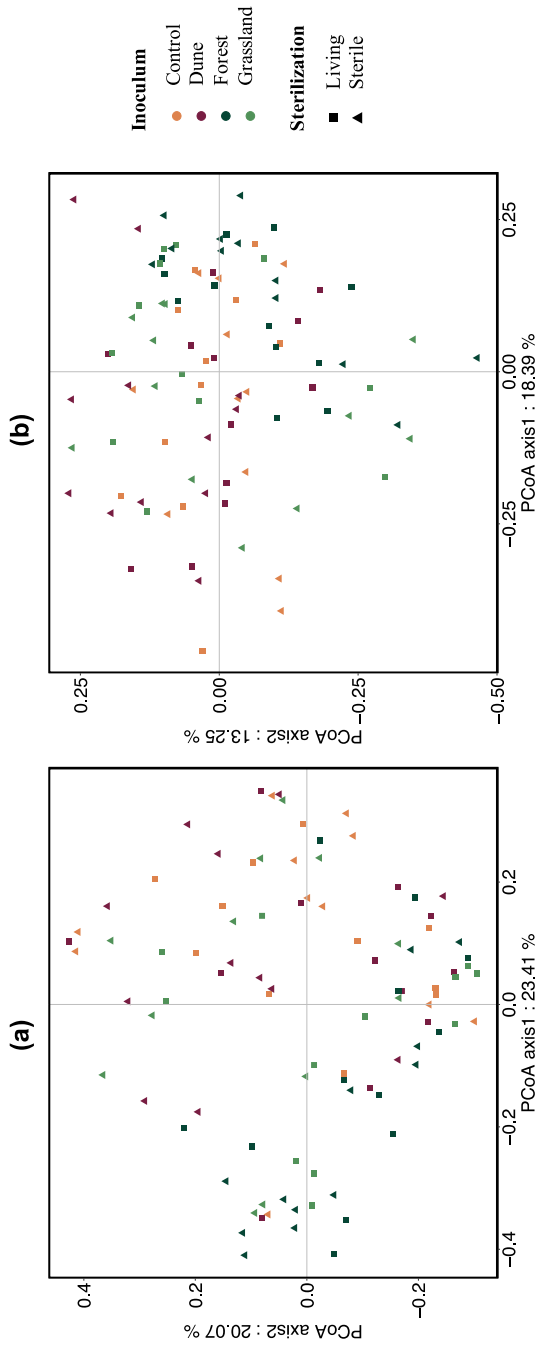 (a)
0.4
0.2
0.0
−0.2
PCoA axis2 : 20.07 %
−0.4
−0.2
0.0
0.2
PCoA axis1 : 23.41 %
(b)
0.25
0.00
−0.25
−0.50
PCoA axis2 : 13.25 %
−0.25
0.00
0.25
PCoA axis1 : 18.39 %
Inoculum
Control
Dune
Forest
Grassland
Sterilization
Living
Sterile